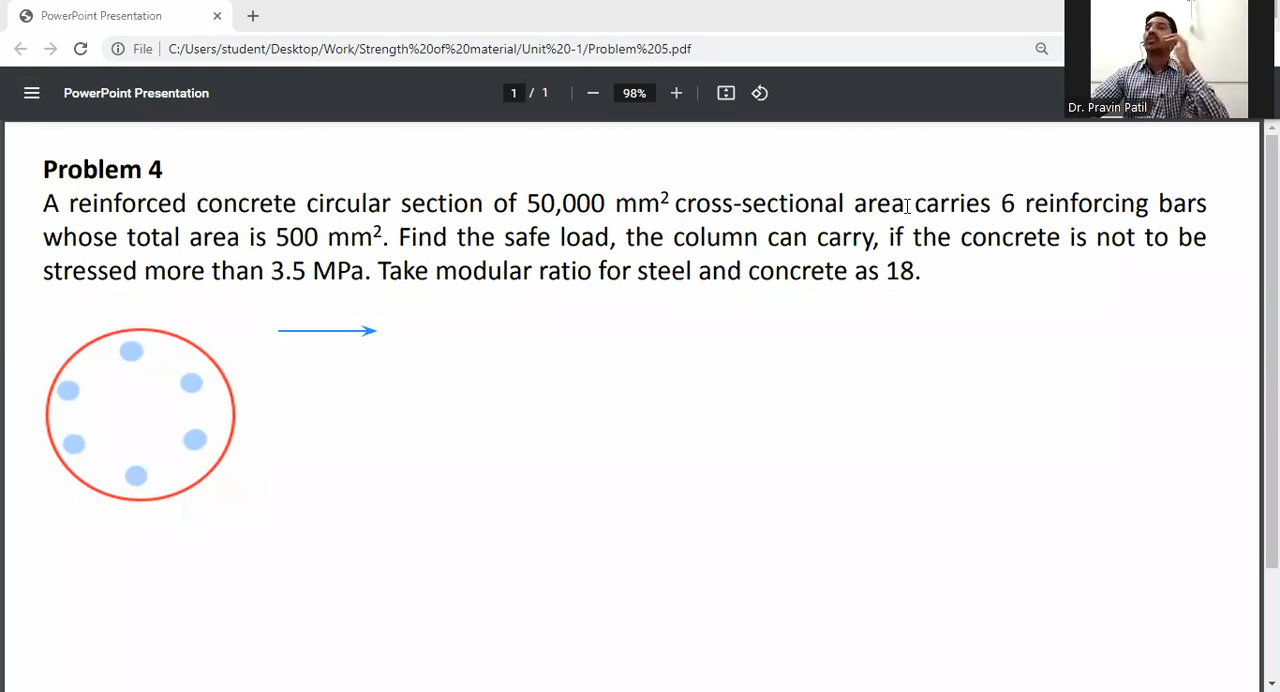 PowerPoint Presentation
File C:/Users/student/Desktop/Work/Strength%20of%20material/Unit%20-1/Problem%205.pdf
Dr. Pravin Patil
PowerPoint Presentation 1 / 1 98%
Problem 4
A reinforced concrete circular section of 50,000 mm² cross-sectional area carries 6 reinforcing bars
whose total area is 500 mm². Find the safe load, the column can carry, if the concrete is not to be
stressed more than 3.5 MPa. Take modular ratio for steel and concrete as 18.